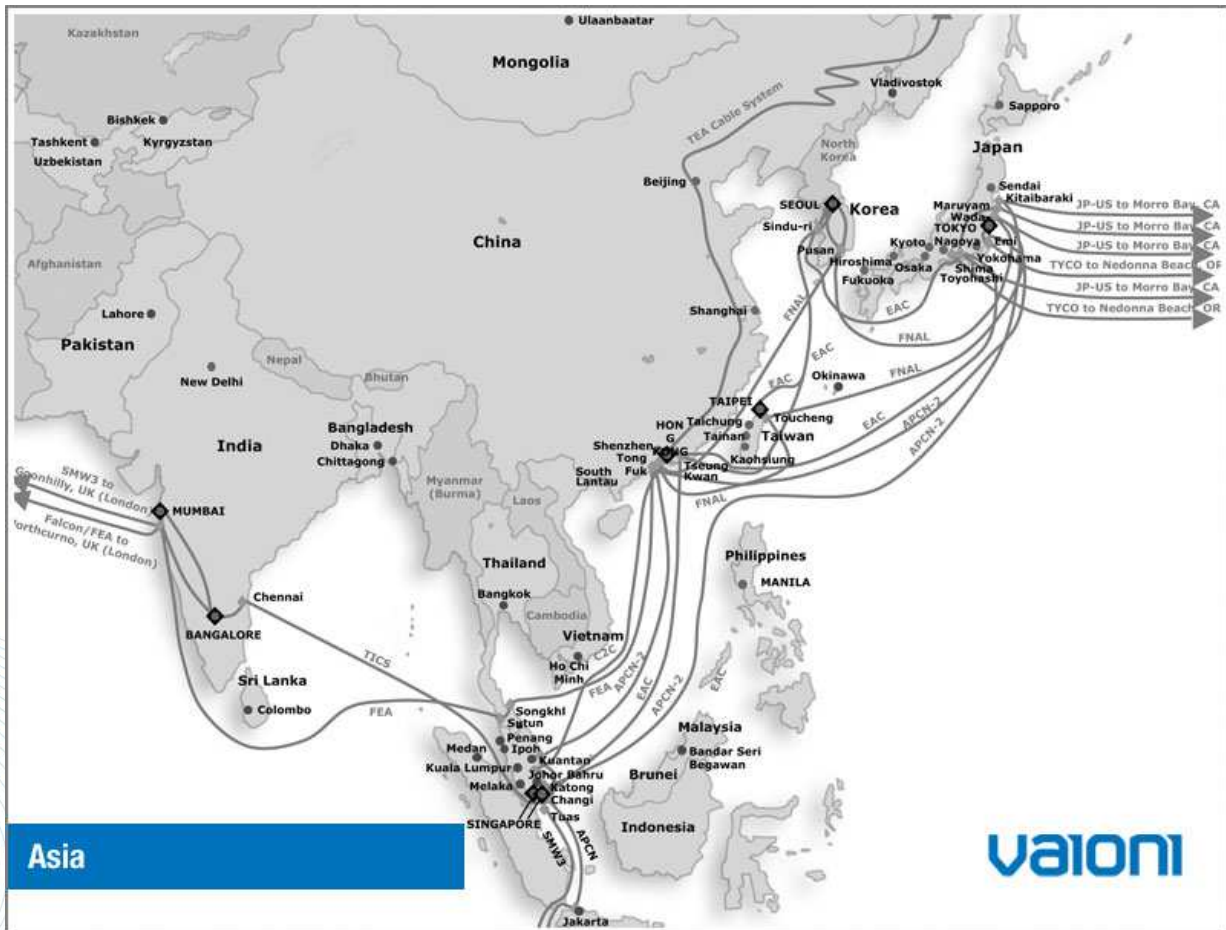 Ulaanbaatar
Kazakhstan
Mongolia
Vladivostok
TEA Cable System
Sapporo
Bishkek
Kyrgyzstan
Tashkent
Uzbekistan
North
Korea
Japan
Beijing
Sendai
Kitaibaraki
SEOUL
Korea
Maruyam
Wada
TOKYO
JP-US to Morro Bay, CA
JP-US to Morro Bay, CA
JP-US to Morro Bay, CA
TYCO to Nedonna Beach, OR
JP-US to Morro Bay, CA
TYCO to Nedonna Beach, OR
Sindu-ri
China
Pusan
Kyoto
Nagoya
Emi
Hiroshima
Osaka
Yokohama
Shima
Toyohashi
Fukuoka
Afghanistan
Lahore
Pakistan
Shanghai
FNAL
EAC
FNAL
EAC
New Delhi
Nepal
Bhutan
EAC
Okinawa
FNAL
TAIPEI
Toucheng
Taichung
Tainan
Taiwan
Kaohsiung
EAC
APCN-2
APCN-2
HON
G
KONG
Shenzhen
Tong
Fuk
South
Lantau
Tseung
Kwan
FNAL
India
Bangladesh
Dhaka
Chittagong
Myanmar
(Burma)
Laos
SMW3 to
Goonhilly, UK (London)
MUMBAI
Falcon/FEA to
Porthcurno, UK (London)
Thailand
Bangkok
Cambodia
Vietnam
Ho Chi
Minh
Philippines
MANILA
Chennai
BANGALORE
TICS
Sri Lanka
Colombo
FEA
C2C
FEA
APCN-2
EAC
APCN-2
EAC
Songkhl
Sutun
Penang
Ipoh
Medan
Kuantan
Kuala Lumpur
Johor Bahru
Melaka
Katong
Changi
SINGAPORE
Tuas
Malaysia
Bandar Seri
Begawan
Brunei
Indonesia
SMW3
APCN
Jakarta
Asia
vaioni